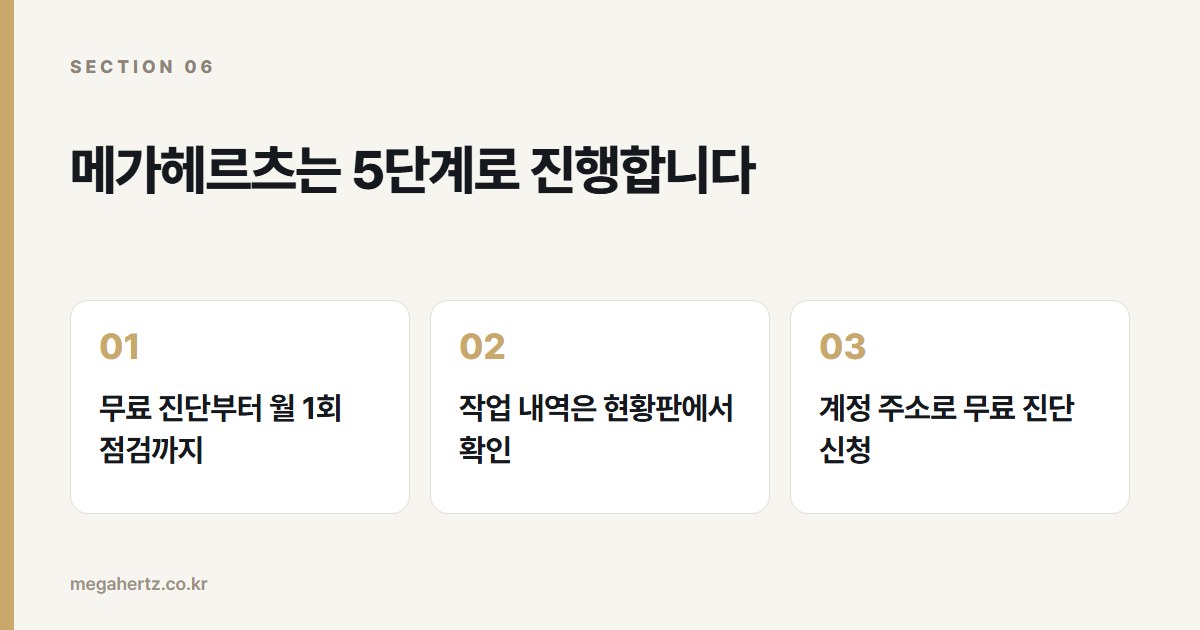 SECTION 06
메가헤르츠는 5단계로 진행합니다
01
무료 진단부터 월 1회
점검까지
02
작업 내역은 현황판에서
확인
03
계정 주소로 무료 진단
신청
megahertz.co.kr